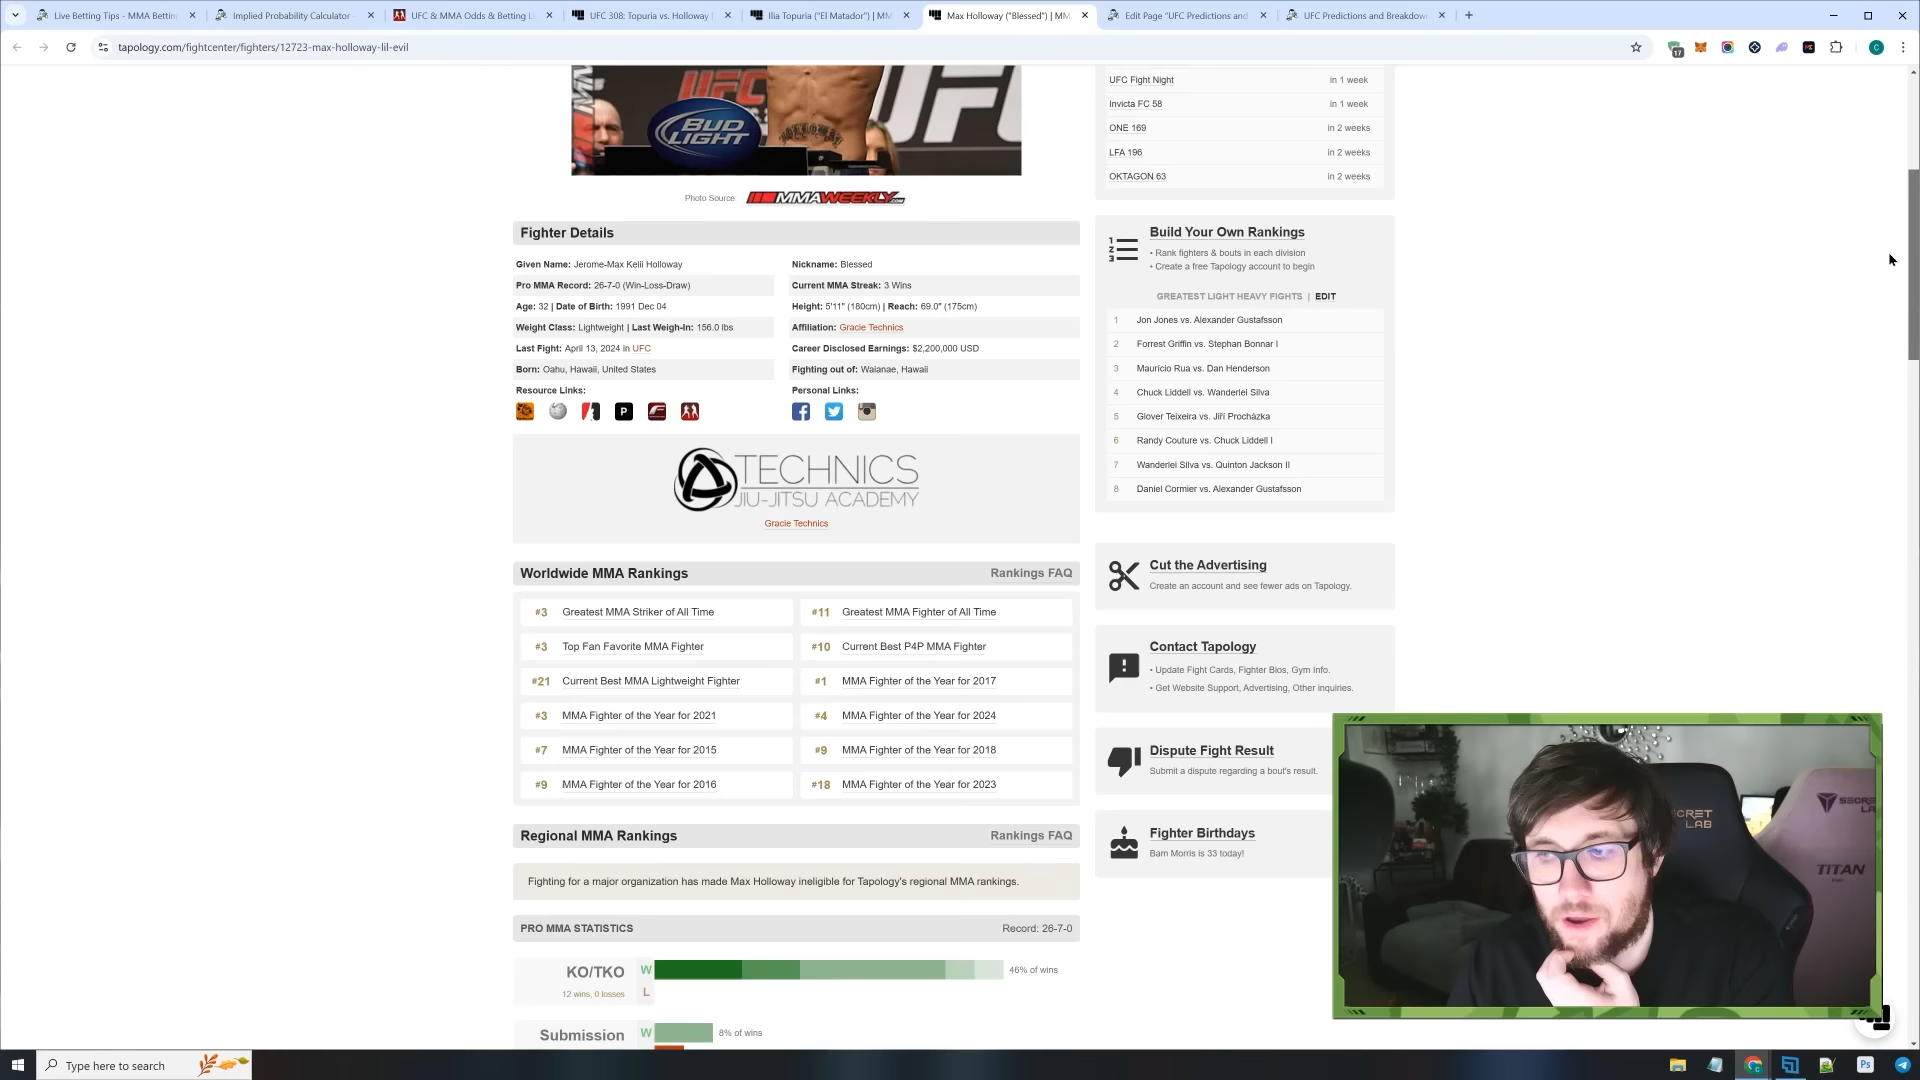 Live Betting Tips - MMA Betting
Implied Probability Calculator
UFC & MMA Odds & Betting L
UFC 308: Topuria vs. Holloway
Ilia Topuria ("El Matador") | MM
Max Holloway ("Blessed") | MM
Edit Page "UFC Predictions and
UFC Predictions and Breakdow
tapology.com/fightcenter/fighters/12723-max-holloway-lil-evil
17
C
UFC
BUD
LIGHT
Photo Source:
MMAWEEKLY.COM
Fighter Details
Given Name: Jerome-Max Kelii Holloway
Nickname: Blessed
Pro MMA Record: 26-7-0 (Win-Loss-Draw)
Current MMA Streak: 3 Wins
Age: 32 | Date of Birth: 1991 Dec 04
Height: 5'11" (180cm) | Reach: 69.0" (175cm)
Weight Class: Lightweight | Last Weigh-In: 156.0 lbs
Affiliation: Gracie Technics
Last Fight: April 13, 2024 in UFC
Career Disclosed Earnings: $2,200,000 USD
Born: Oahu, Hawaii, United States
Fighting out of: Waianae, Hawaii
Resource Links:
Personal Links:
P
TECHNICS
JIU-JITSU ACADEMY
Gracie Technics
Worldwide MMA Rankings
Rankings FAQ
#3 Greatest MMA Striker of All Time
#11 Greatest MMA Fighter of All Time
#3 Top Fan Favorite MMA Fighter
#10 Current Best P4P MMA Fighter
#21 Current Best MMA Lightweight Fighter
#1 MMA Fighter of the Year for 2017
#3 MMA Fighter of the Year for 2021
#4 MMA Fighter of the Year for 2024
#7 MMA Fighter of the Year for 2015
#9 MMA Fighter of the Year for 2018
#9 MMA Fighter of the Year for 2016
#18 MMA Fighter of the Year for 2023
Regional MMA Rankings
Rankings FAQ
Fighting for a major organization has made Max Holloway ineligible for Tapology's regional MMA rankings.
PRO MMA STATISTICS
Record: 26-7-0
KO/TKO
W
46% of wins
12 wins, 0 losses
L
Submission
W
8% of wins
UFC Fight Night in 1 week
Invicta FC 58 in 1 week
ONE 169 in 2 weeks
LFA 196 in 2 weeks
OKTAGON 63 in 2 weeks
Build Your Own Rankings
• Rank fighters & bouts in each division
• Create a free Tapology account to begin
GREATEST LIGHT HEAVY FIGHTS | EDIT
1 Jon Jones vs. Alexander Gustafsson
2 Forrest Griffin vs. Stephan Bonnar I
3 Mauricio Rua vs. Dan Henderson
4 Chuck Liddell vs. Wanderlei Silva
5 Glover Teixeira vs. Jiří Procházka
6 Randy Couture vs. Chuck Liddell I
7 Wanderlei Silva vs. Quinton Jackson II
8 Daniel Cormier vs. Alexander Gustafsson
Cut the Advertising
Create an account and see fewer ads on Tapology.
Contact Tapology
• Update Fight Cards, Fighter Bios, Gym Info.
• Get Website Support, Advertising, Other inquiries.
Dispute Fight Result
Submit a dispute regarding a bout's result.
Fighter Birthdays
Bam Morris is 33 today!
CRET
LAB
SECRE
LA
TITAN
Type here to search
Ps